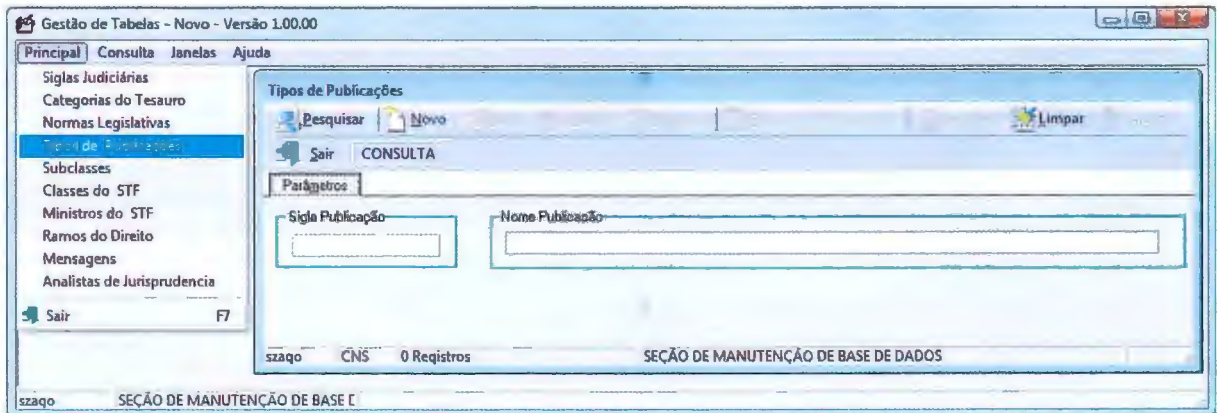 Gestão de Tabelas - Novo - Versão 1.00.00
Principal Consulta Janelas Ajuda
Siglas Judiciárias
Categorias do Tesauro
Normas Legislativas
Tipos de Publicações
Subclasses
Classes do STF
Ministros do STF
Ramos do Direito
Mensagens
Analistas de Jurisprudencia
Sair F7
Tipos de Publicações
Pesquisar Novo Limpar
Sair CONSULTA
Parâmetros
Sigla Publicação Nome Publicação
szaqo CNS 0 Registros SEÇÃO DE MANUTENÇÃO DE BASE DE DADOS
szaqo SEÇÃO DE MANUTENÇÃO DE BASE D